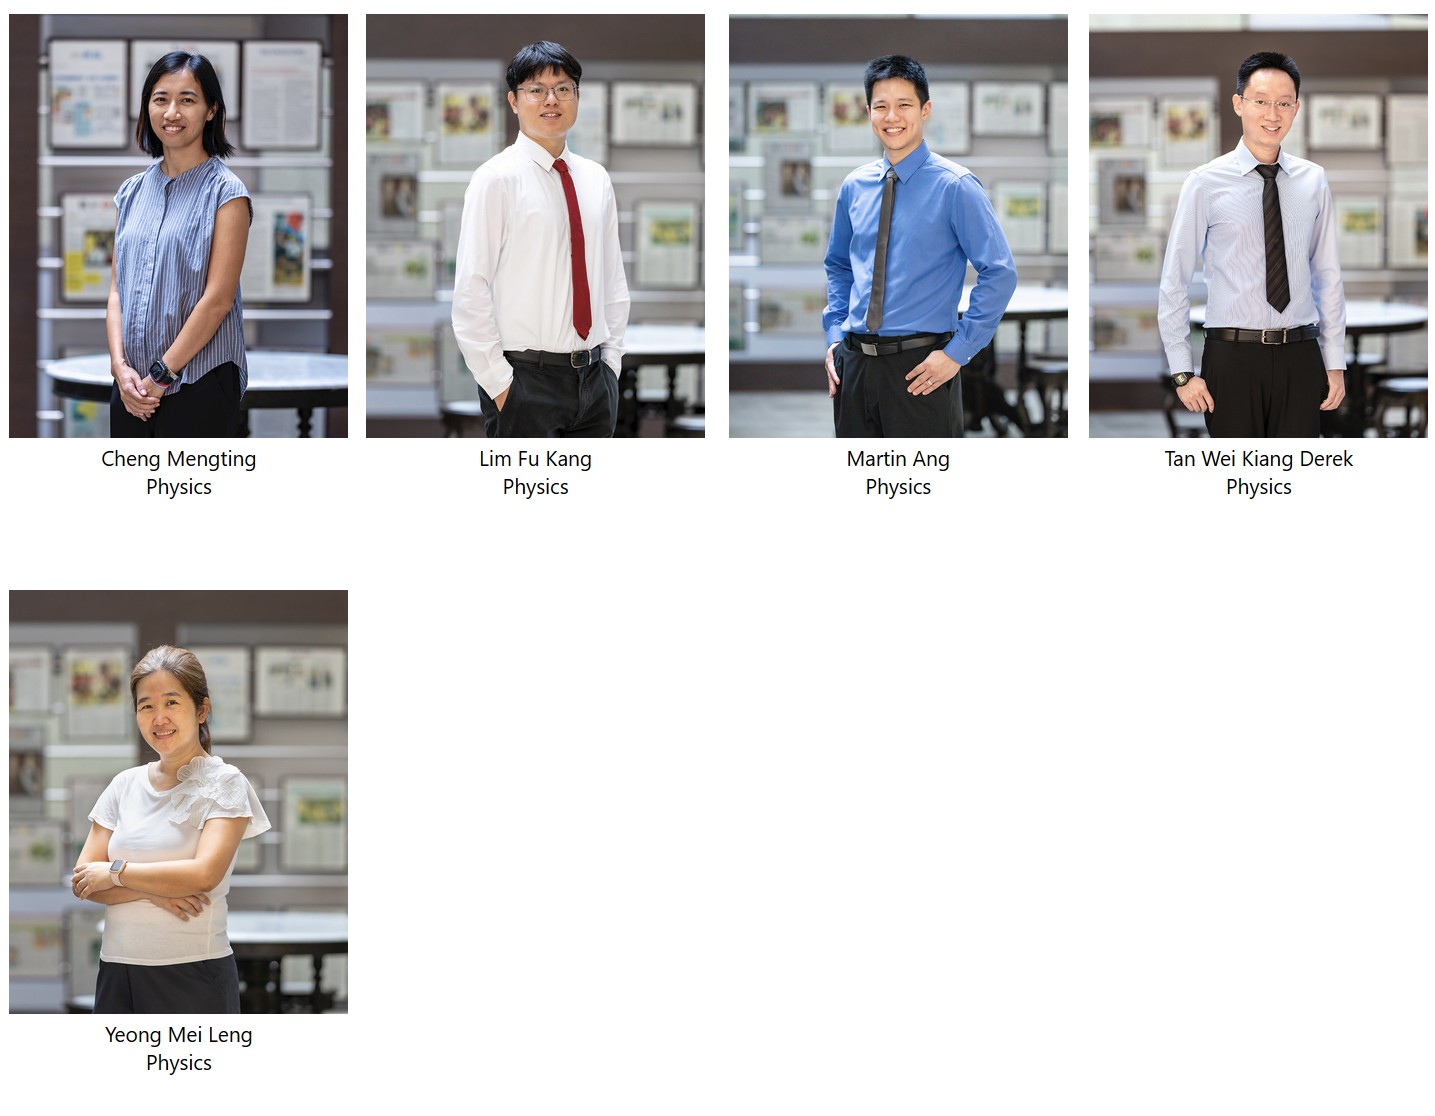 Cheng Mengting
Physics
Lim Fu Kang
Physics
Martin Ang
Physics
Tan Wei Kiang Derek
Physics
Yeong Mei Leng
Physics